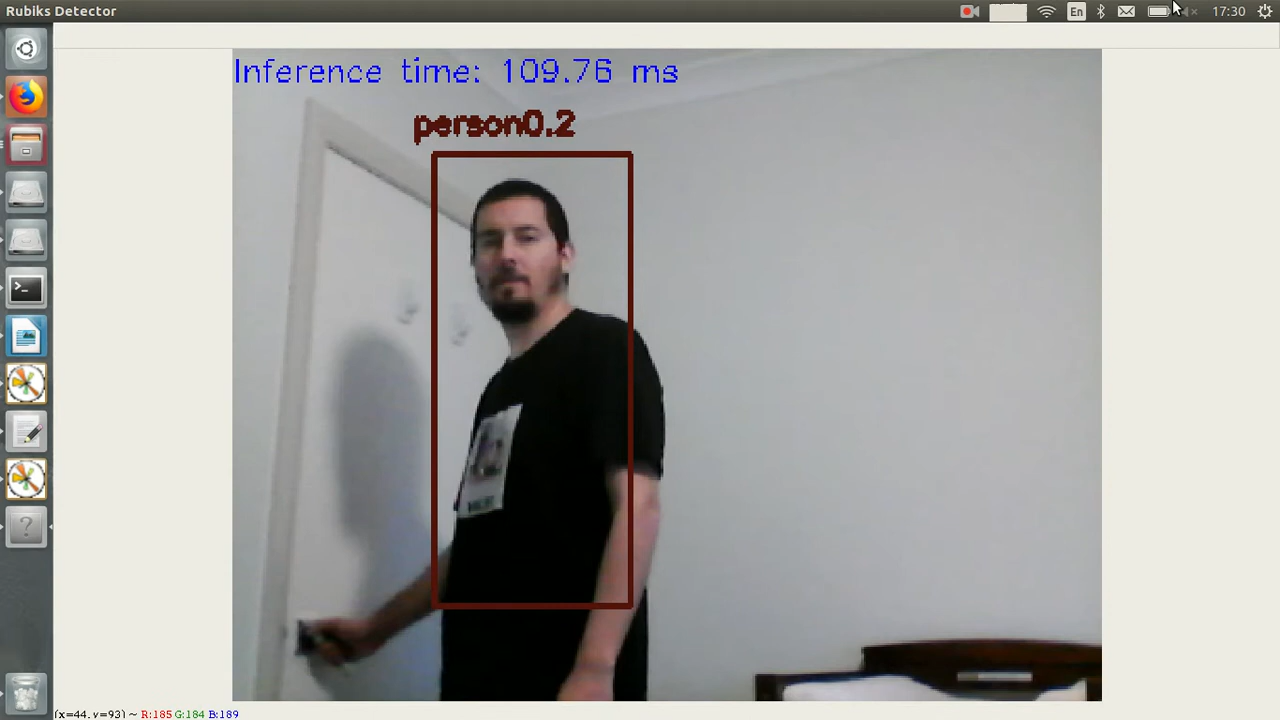 Rubiks Detector
En
17:30
Inference time: 109.76 ms
person0.2
(x=44, y=93) ~ R:185 G:184 B:189